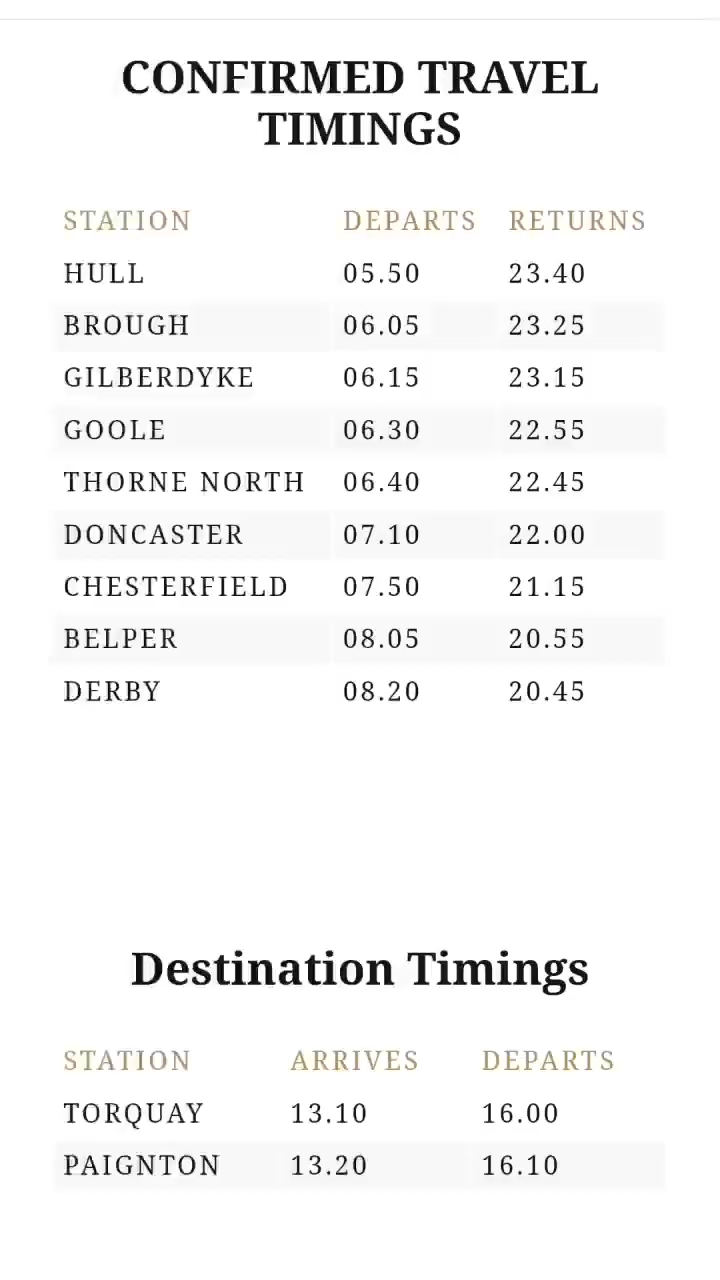 CONFIRMED TRAVEL
TIMINGS
STATION DEPARTS RETURNS
HULL 05.50 23.40
BROUGH 06.05 23.25
GILBERDYKE 06.15 23.15
GOOLE 06.30 22.55
THORNE NORTH 06.40 22.45
DONCASTER 07.10 22.00
CHESTERFIELD 07.50 21.15
BELPER 08.05 20.55
DERBY 08.20 20.45
Destination Timings
STATION ARRIVES DEPARTS
TORQUAY 13.10 16.00
PAIGNTON 13.20 16.10